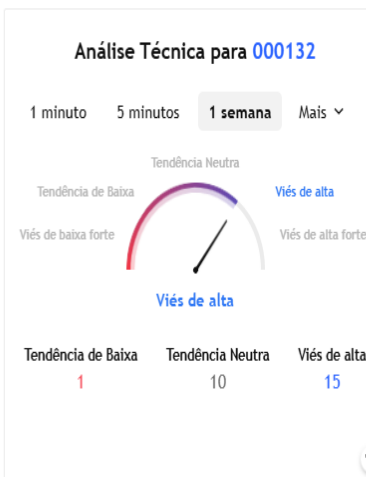 Análise Técnica para 000132
1 minuto 5 minutos 1 semana Mais
Tendência Neutra
Tendência de Baixa Viés de alta
Viés de baixa forte Viés de alta forte
Viés de alta
Tendência de Baixa Tendência Neutra Viés de alta
1 10 15